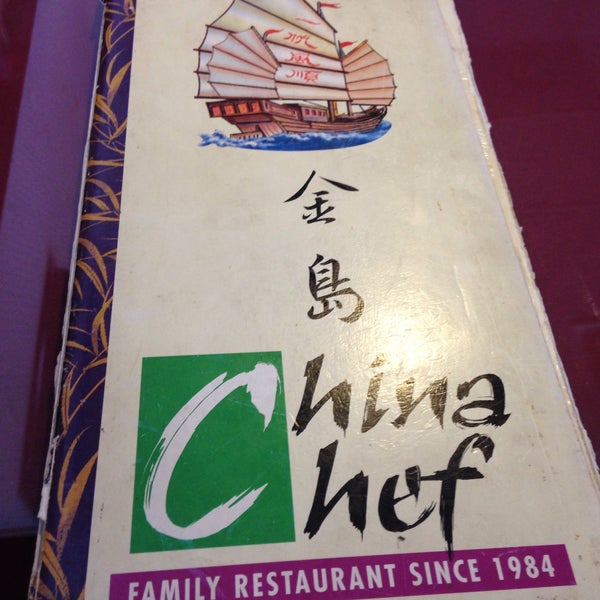 金
島
China
Chef
FAMILY RESTAURANT SINCE 1984